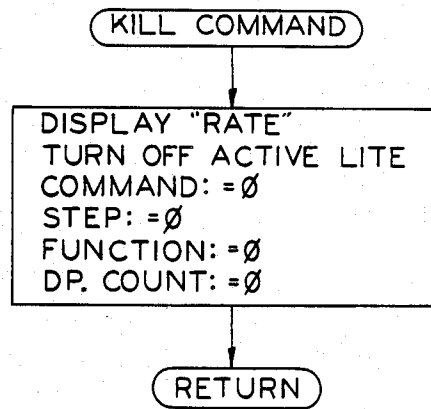 KILL COMMAND
DISPLAY "RATE"
TURN OFF ACTIVE LITE
COMMAND: =Ø
STEP: =Ø
FUNCTION: =Ø
DP. COUNT: =Ø
RETURN